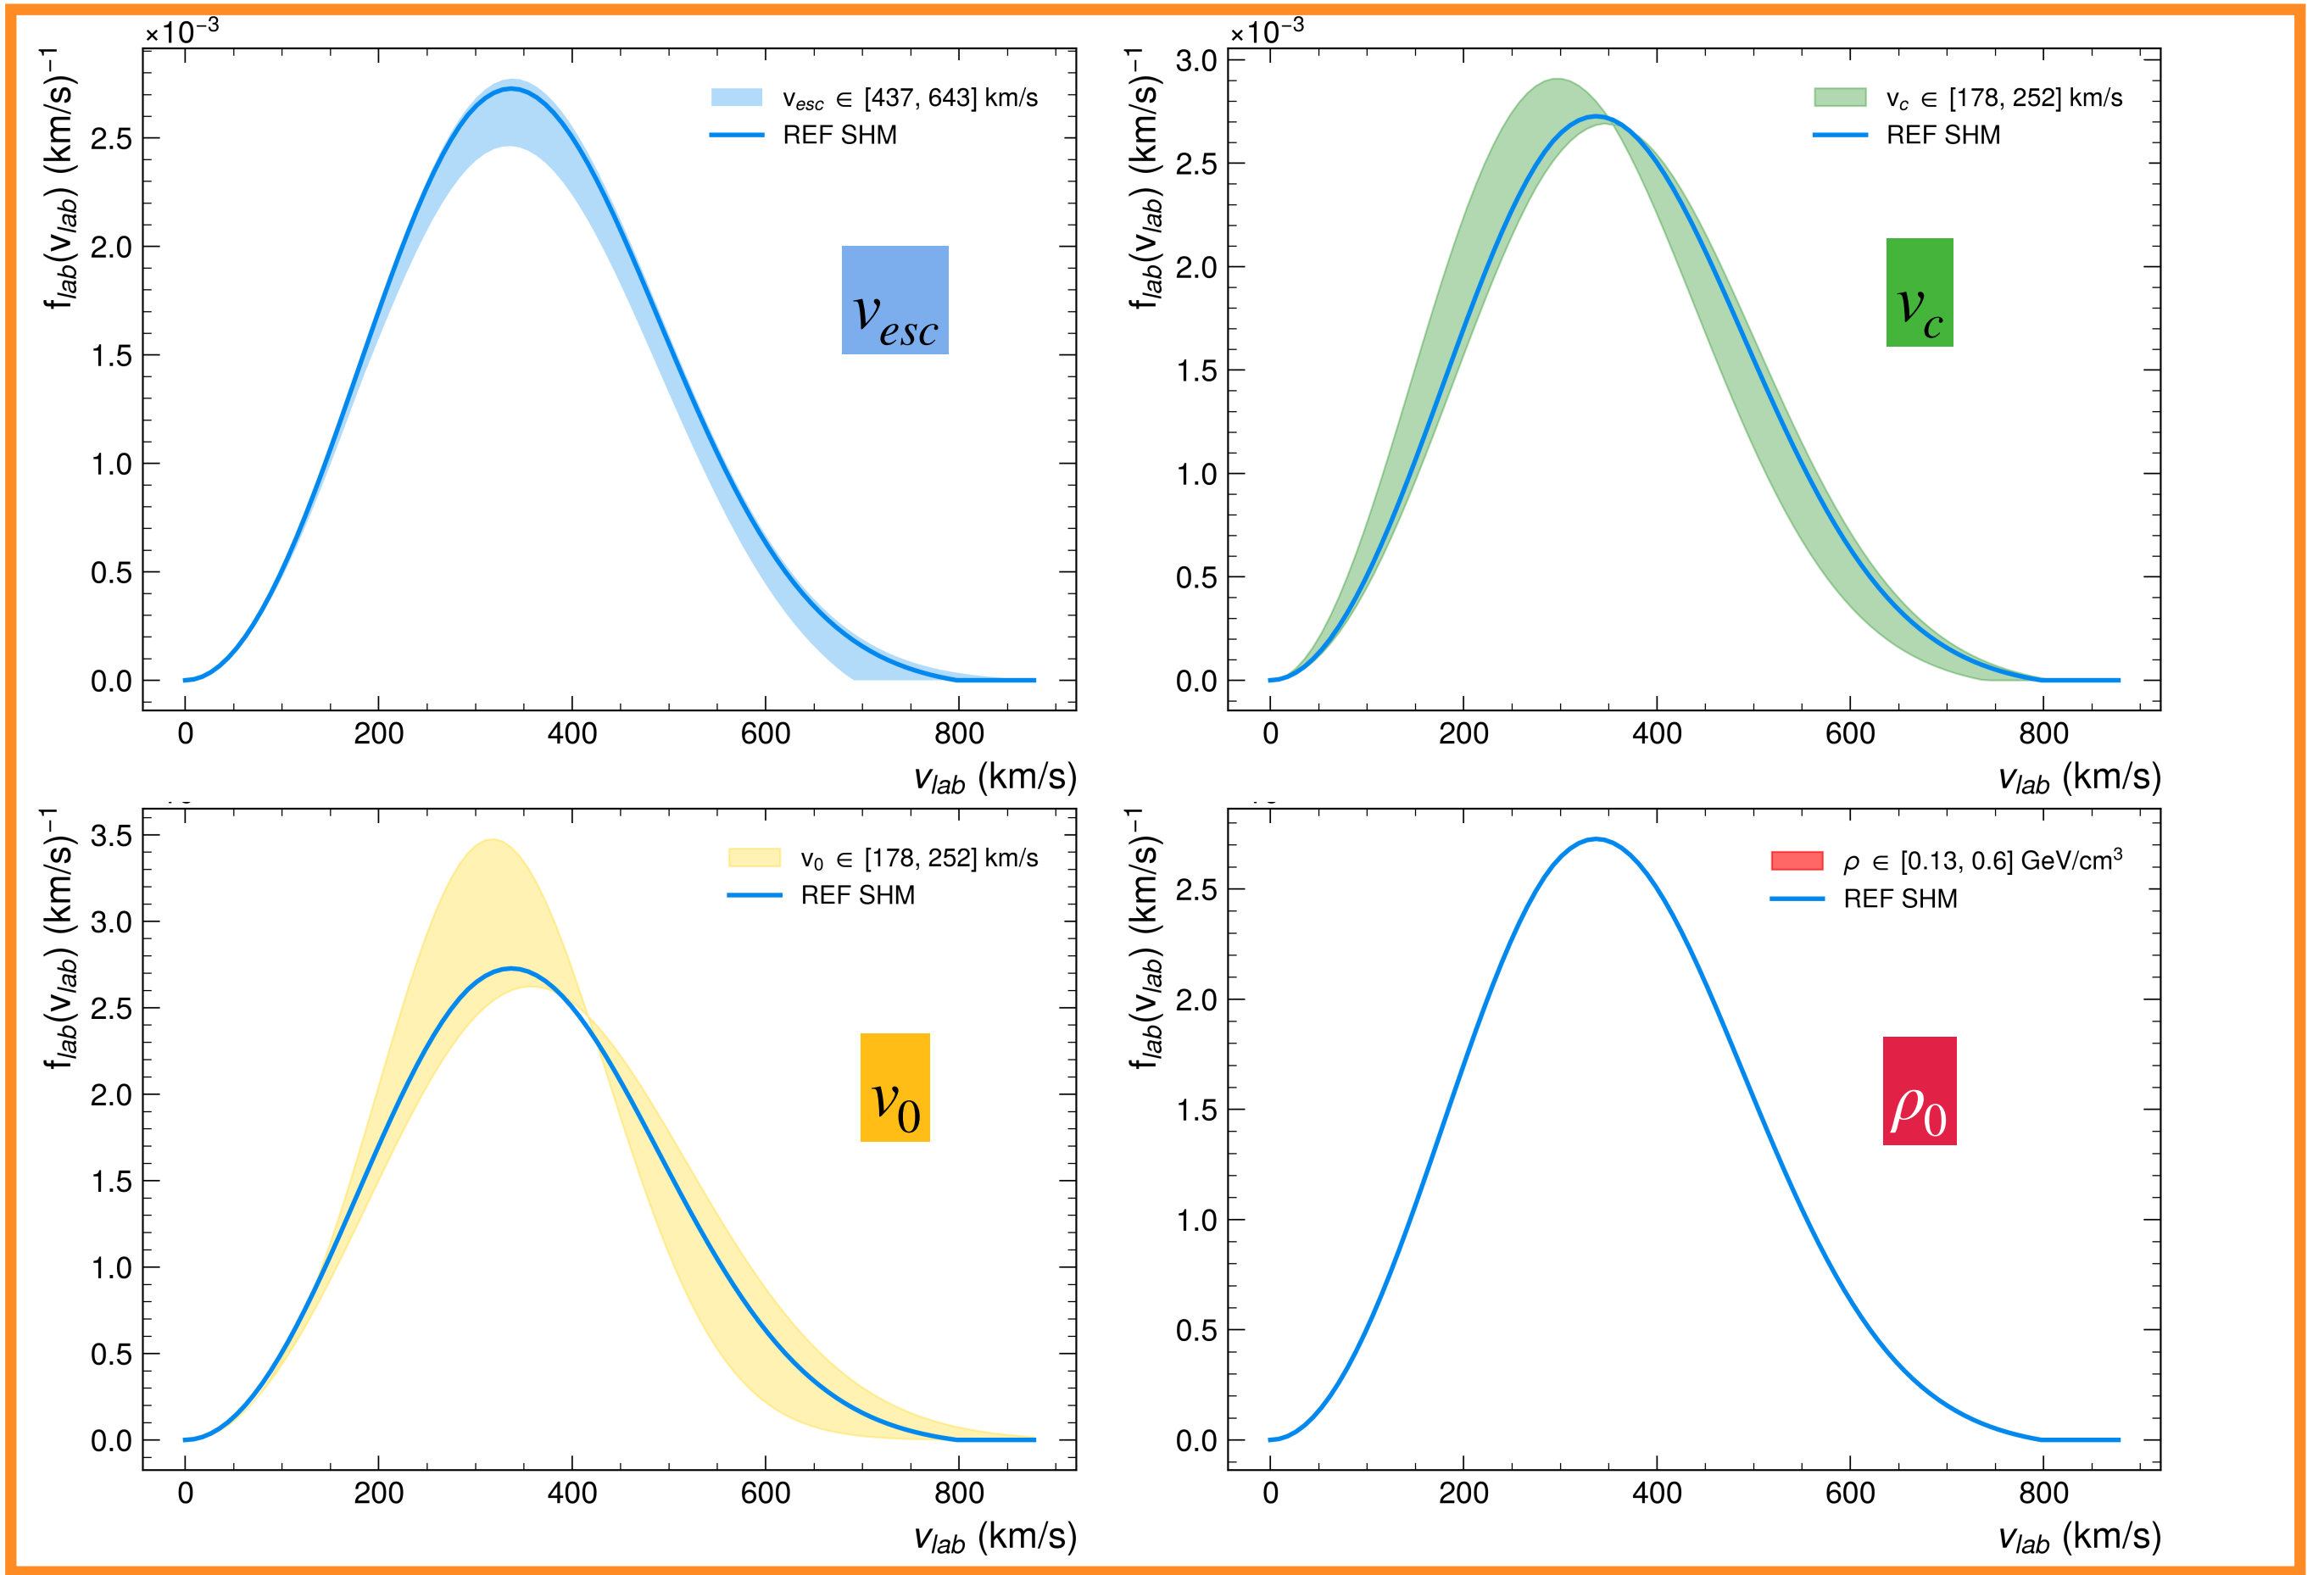 ×10⁻³
f_lab(v_lab) (km/s)⁻¹
2.5
2.0
1.5
1.0
0.5
0.0
v_esc ∈ [437, 643] km/s
REF SHM
v_esc
0 200 400 600 800
v_lab (km/s)
×10⁻³
f_lab(v_lab) (km/s)⁻¹
3.0
2.5
2.0
1.5
1.0
0.5
0.0
v_c ∈ [178, 252] km/s
REF SHM
v_c
0 200 400 600 800
v_lab (km/s)
f_lab(v_lab) (km/s)⁻¹
3.5
3.0
2.5
2.0
1.5
1.0
0.5
0.0
v_0 ∈ [178, 252] km/s
REF SHM
v_0
0 200 400 600 800
v_lab (km/s)
f_lab(v_lab) (km/s)⁻¹
2.5
2.0
1.5
1.0
0.5
0.0
ρ ∈ [0.13, 0.6] GeV/cm³
REF SHM
ρ_0
0 200 400 600 800
v_lab (km/s)